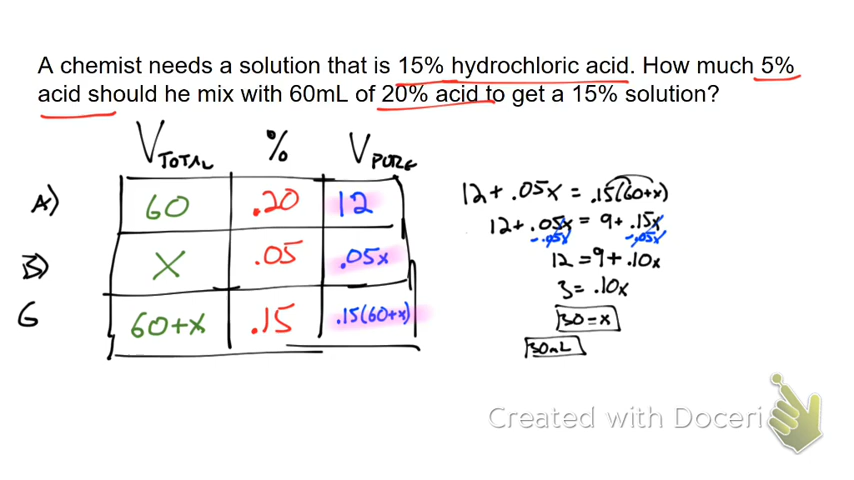 A chemist needs a solution that is 15% hydrochloric acid. How much 5%
acid should he mix with 60mL of 20% acid to get a 15% solution?
V TOTAL % V PURE
A) 60 .20 12
B) X .05 .05x
C 60+x .15 .15(60+x)
12 + .05x = .15(60+x)
12 + .05x = 9 + .15x
- .05x -.05x
12 = 9 + .10x
3 = .10x
30 = x
30mL
Created with Doceri